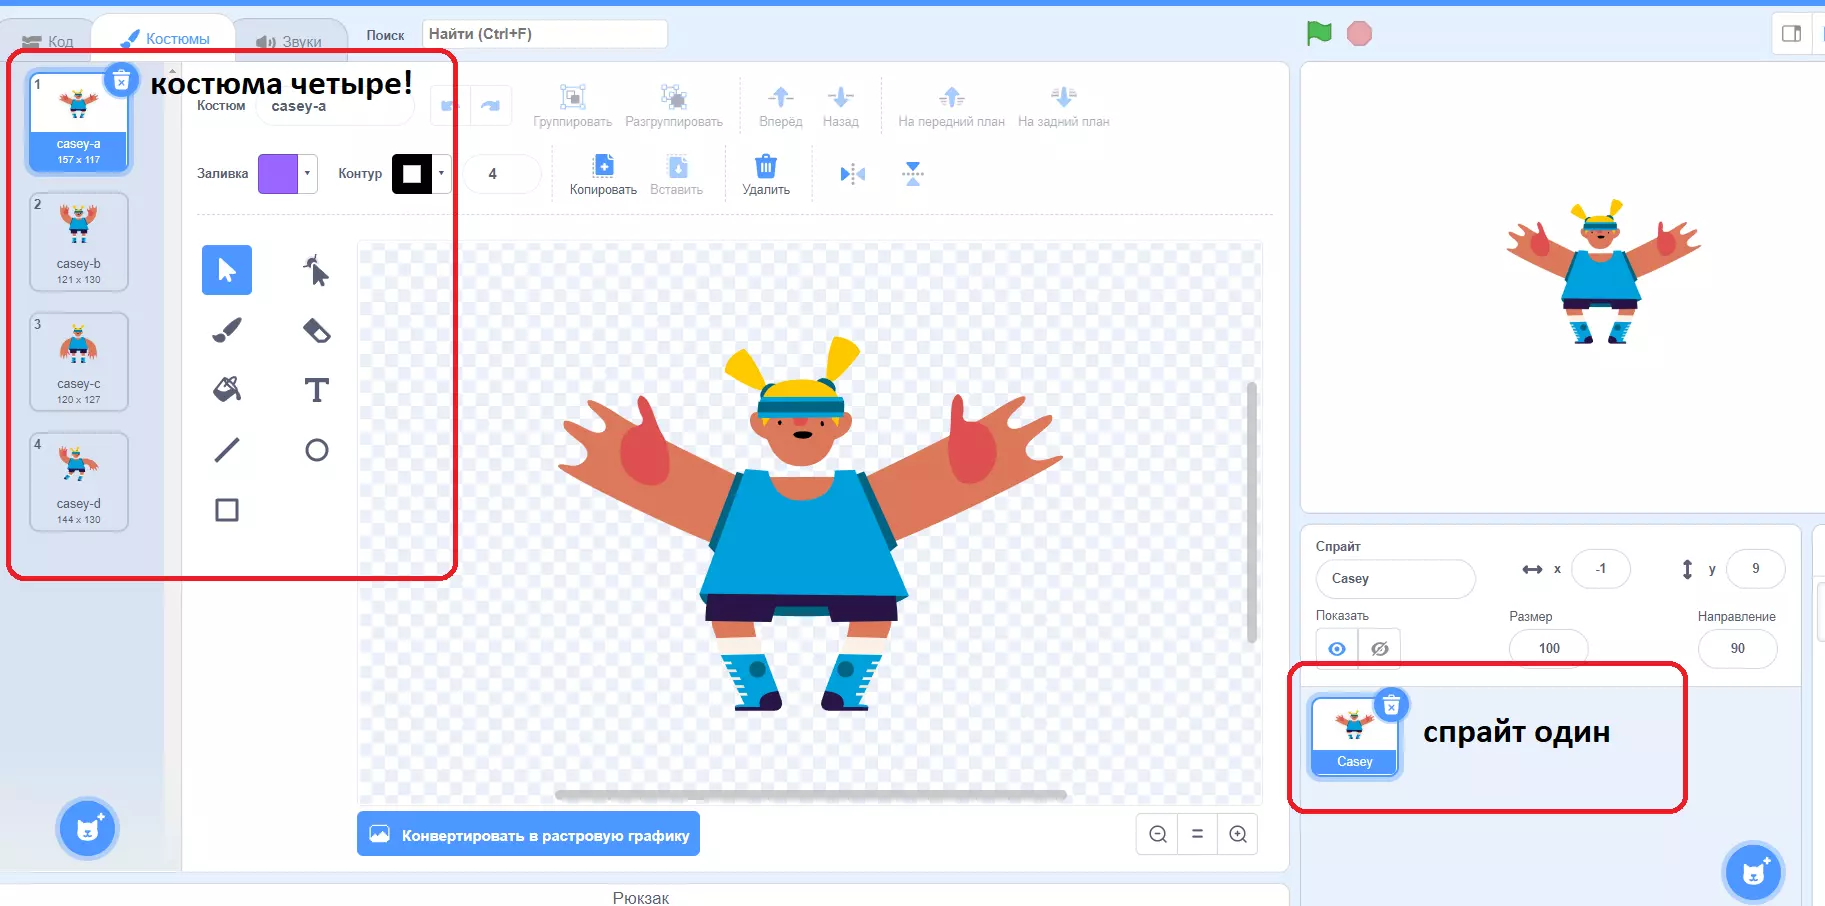 Код
Костюмы
Звуки
Поиск
Найти (Ctrl+F)
1
casey-a
157 x 117
2
casey-b
121 x 130
3
casey-c
120 x 127
4
casey-d
144 x 130
костюма четыре!
Костюм
casey-a
Группировать
Разгруппировать
Вперёд
Назад
На передний план
На задний план
Заливка
Контур
4
Копировать
Вставить
Удалить
T
Конвертировать в растровую графику
=
Рюкзак
Спрайт
Casey
x
-1
y
9
Показать
Размер
Направление
100
90
Casey
спрайт один